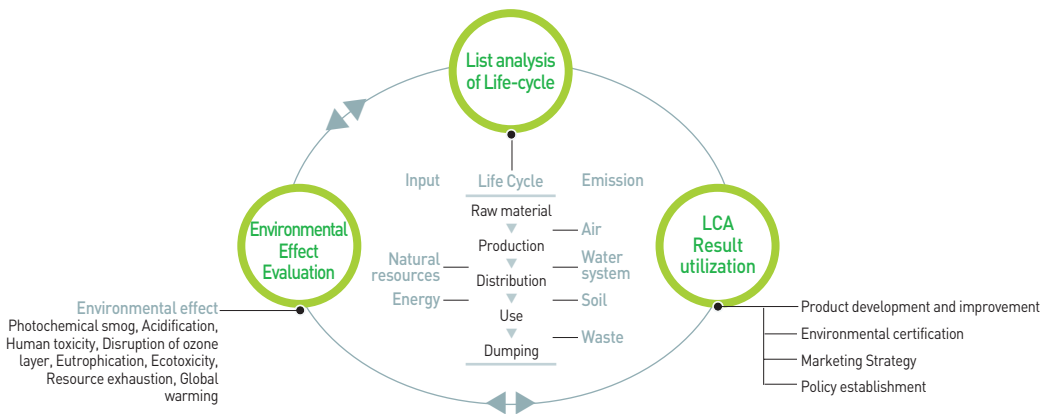 List analysis
of Life-cycle
Input
Life Cycle
Emission
Raw material
Production
Distribution
Use
Dumping
Natural
resources
Energy
Air
Water
system
Soil
Waste
Environmental
Effect
Evaluation
Environmental effect
Photochemical smog, Acidification,
Human toxicity, Disruption of ozone
layer, Eutrophication, Ecotoxicity,
Resource exhaustion, Global
warming
LCA
Result
utilization
Product development and improvement
Environmental certification
Marketing Strategy
Policy establishment